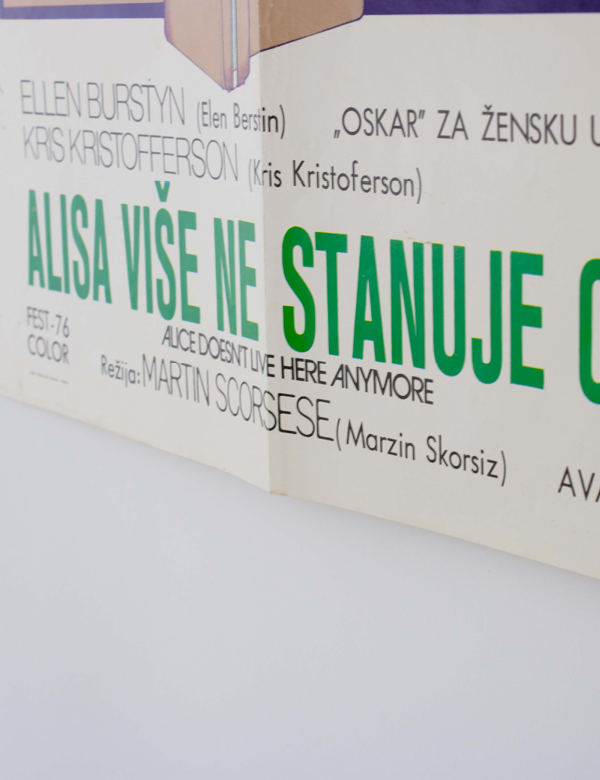 ELLEN BURSTYN (Elen Berstin)
„OSKAR" ZA ŽENSKU U
KRIS KRISTOFFERSON (Kris Kristoferson)
ALISA VIŠE NE STANUJE O
FEST-76
COLOR
ALICE DOESN'T LIVE HERE ANYMORE
Režija: MARTIN SCORSESE (Marzin Skorsiz)
AVA